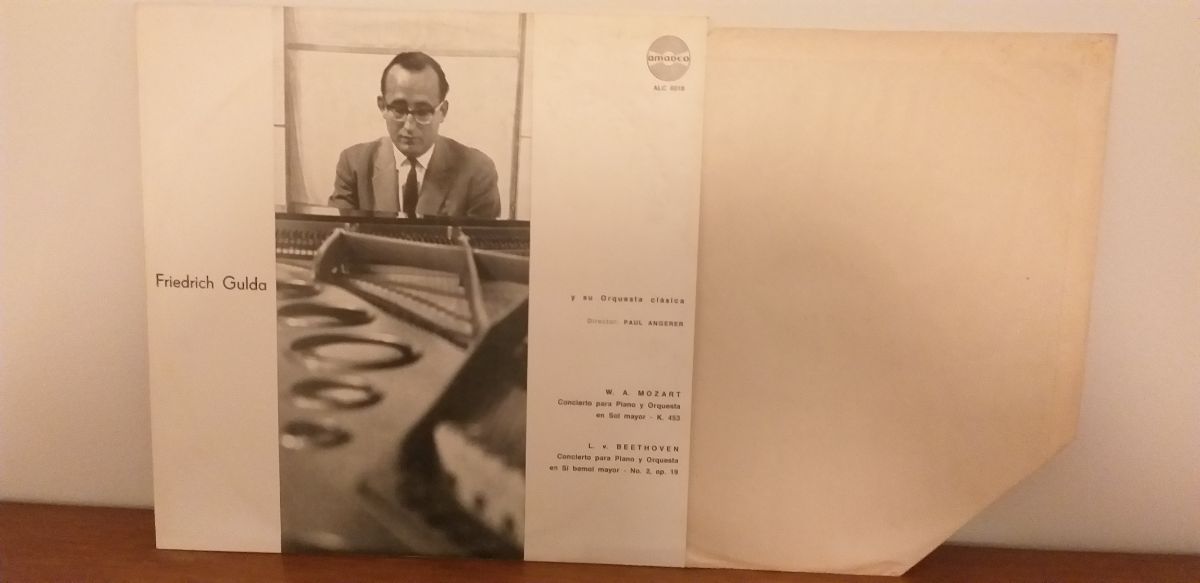 amadeo
ALC 8018
Friedrich Gulda
y su Orquesta clásica
Director: PAUL ANGERER
W. A. MOZART
Concierto para Piano y Orquesta
en Sol mayor - K. 453
L. v. BEETHOVEN
Concierto para Piano y Orquesta
en Si bemol mayor - No. 2, op. 19